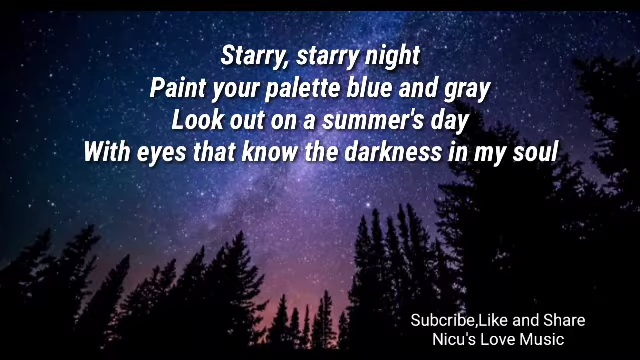 Starry, starry night
Paint your palette blue and gray
Look out on a summer's day
With eyes that know the darkness in my soul
Subcribe,Like and Share
Nicu's Love Music